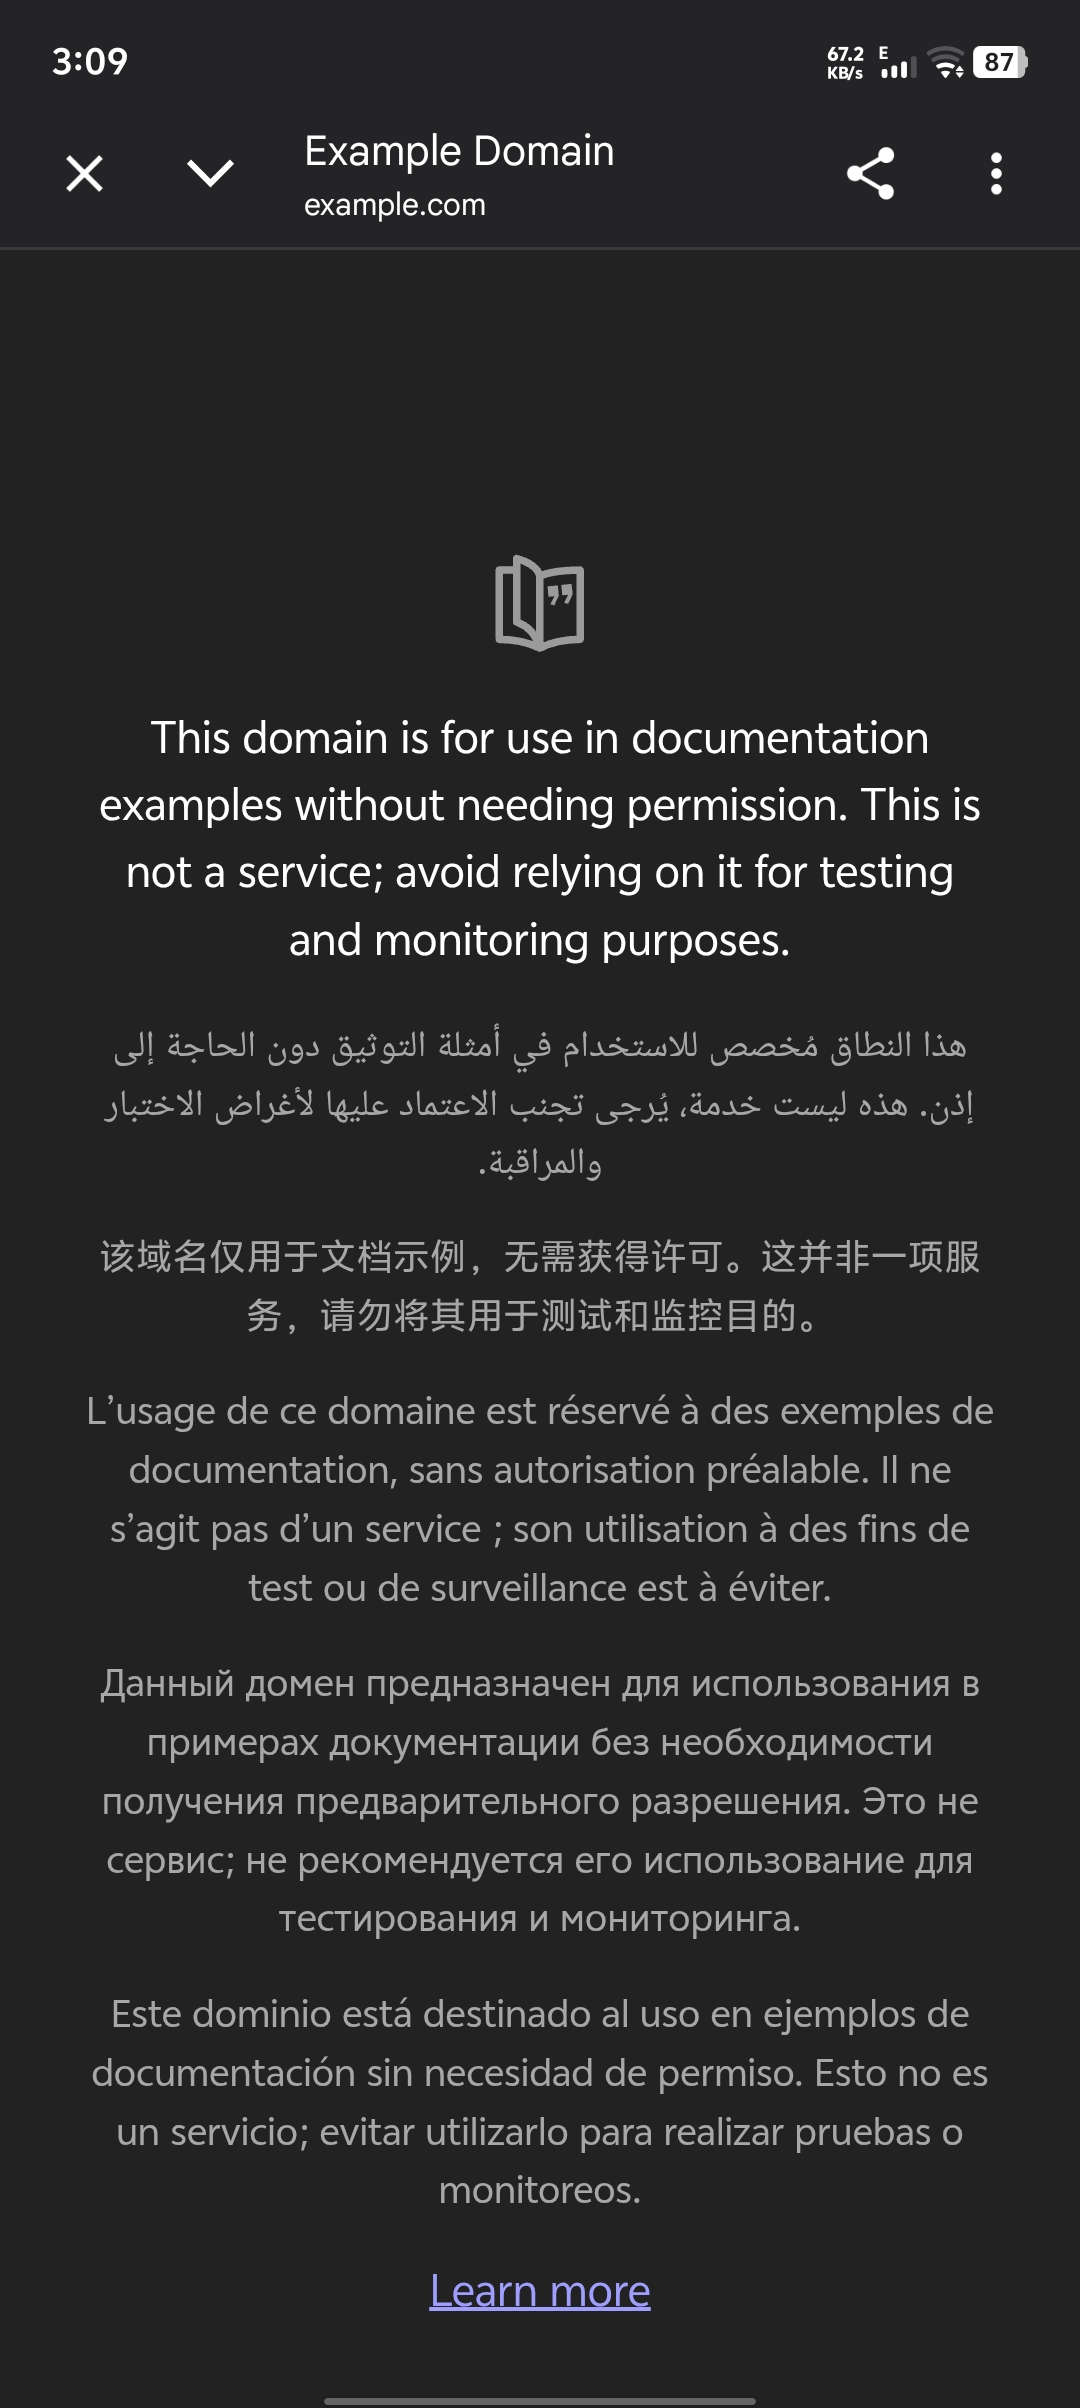 3:09
67.2
KB/s
E
87
Example Domain
example.com
This domain is for use in documentation
examples without needing permission. This is
not a service; avoid relying on it for testing
and monitoring purposes.
هذا النطاق مُخصص للاستخدام في أمثلة التوثيق دون الحاجة إلى
إذن. هذه ليست خدمة، يُرجى تجنب الاعتماد عليها لأغراض الاختبار
والمراقبة.
该域名仅用于文档示例，无需获得许可。这并非一项服
务，请勿将其用于测试和监控目的。
L’usage de ce domaine est réservé à des exemples de
documentation, sans autorisation préalable. Il ne
s’agit pas d’un service ; son utilisation à des fins de
test ou de surveillance est à éviter.
Данный домен предназначен для использования в
примерах документации без необходимости
получения предварительного разрешения. Это не
сервис; не рекомендуется его использование для
тестирования и мониторинга.
Este dominio está destinado al uso en ejemplos de
documentación sin necesidad de permiso. Esto no es
un servicio; evitar utilizarlo para realizar pruebas o
monitoreos.
Learn more